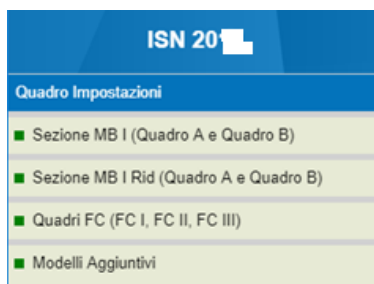 ISN 20
Quadro Impostazioni
Sezione MB I (Quadro A e Quadro B)
Sezione MB I Rid (Quadro A e Quadro B)
Quadri FC (FC I, FC II, FC III)
Modelli Aggiuntivi